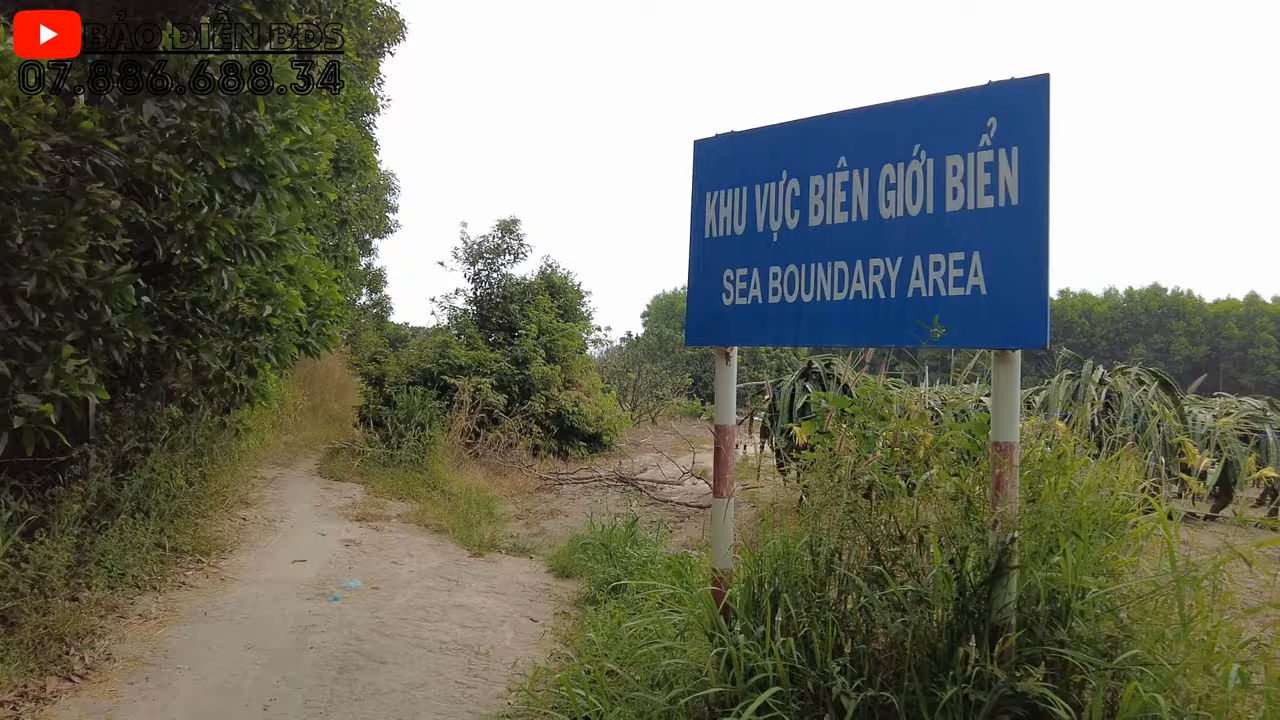 BẢO ĐIỀN BĐS
07.886.688.34
KHU VỰC BIÊN GIỚI BIỂN
SEA BOUNDARY AREA